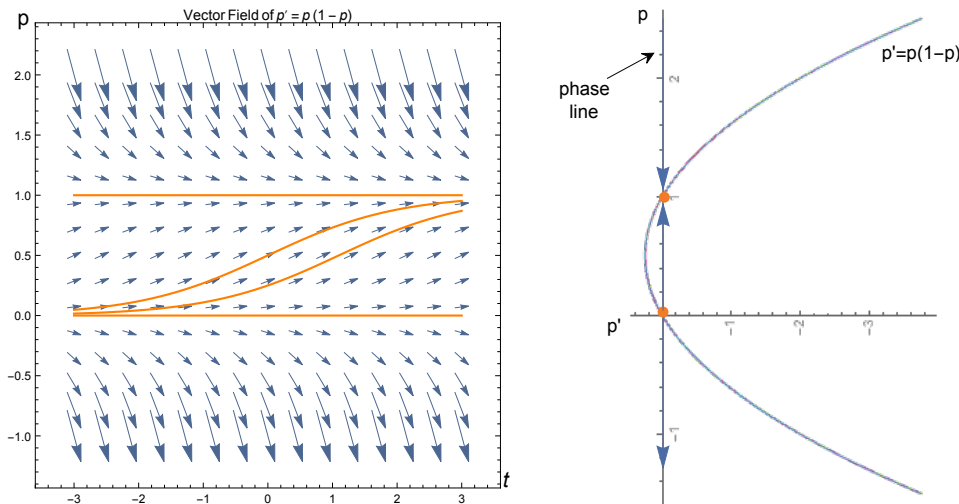 Vector Field of p′ = p (1 − p)
p
2.0
1.5
1.0
0.5
0.0
−0.5
−1.0
−3 −2 −1 0 1 2 3
t
p
p'=p(1−p)
phase
line
2
1
p'
-1 -2 -3
-1